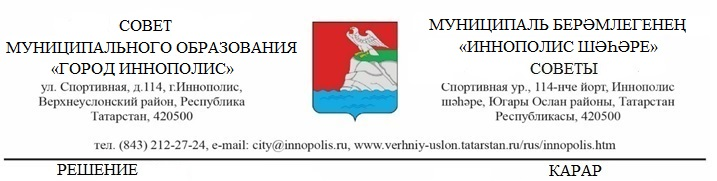 СОВЕТ
МУНИЦИПАЛЬНОГО ОБРАЗОВАНИЯ
«ГОРОД ИННОПОЛИС»
ул. Спортивная, д.114, г.Иннополис,
Верхнеуслонский район, Республика
Татарстан, 420500
МУНИЦИПАЛЬ БЕРӘМЛЕГЕНЕҢ
«ИННОПОЛИС ШӘҺӘРЕ»
СОВЕТЫ
Спортивная ур., 114-нче йорт, Иннополис
шәһәре, Югары Ослан районы, Татарстан
Республикасы, 420500
тел. (843) 212-27-24, e-mail: city@innopolis.ru, www.verhniy-uslon.tatarstan.ru/rus/innopolis.htm
РЕШЕНИЕ
КАРАР